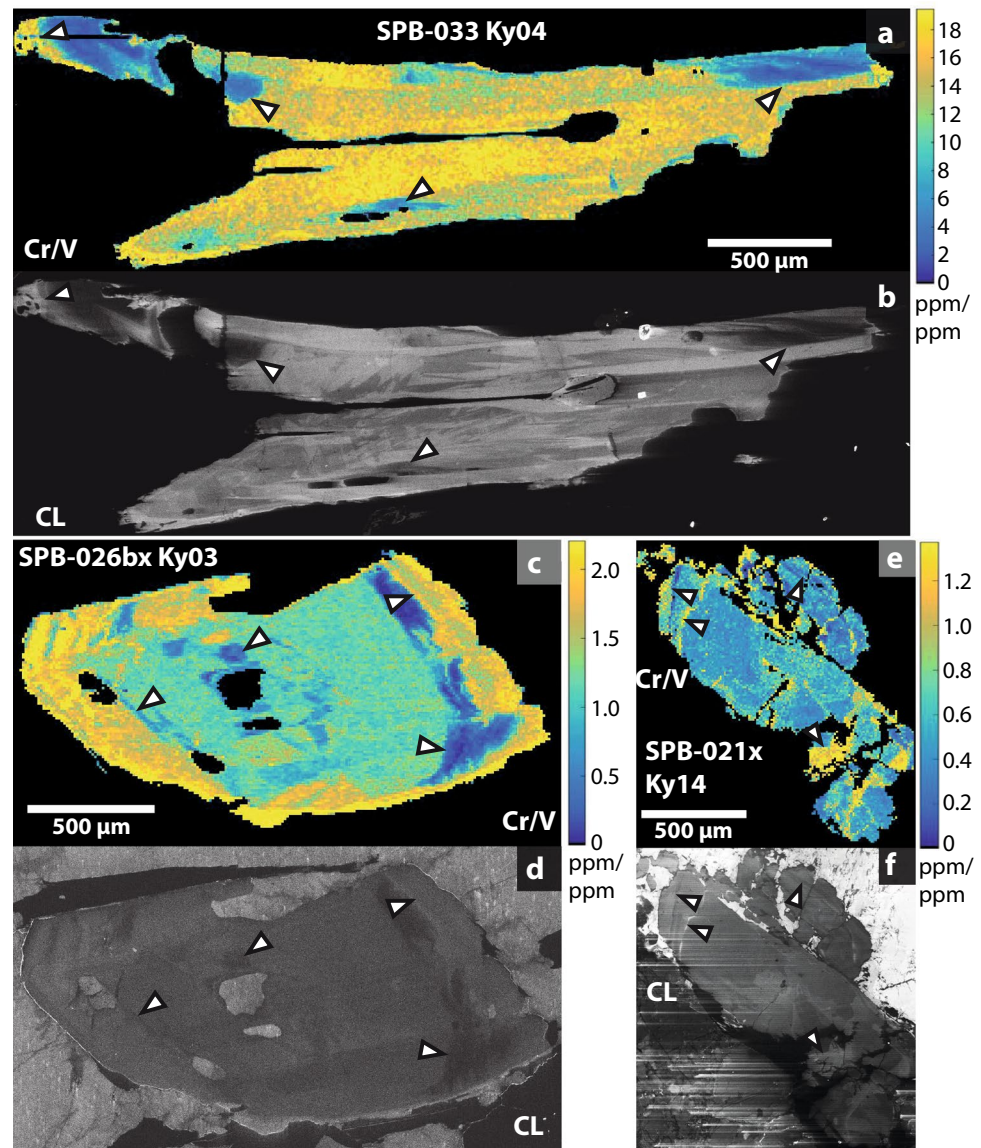 SPB-033 Ky04
a
Cr/V
500 µm
18
16
14
12
10
8
6
4
2
0
ppm/
ppm
b
CL
SPB-026bx Ky03
c
500 µm
Cr/V
2.0
1.5
1.0
0.5
0
ppm/
ppm
d
CL
e
Cr/V
SPB-021x
Ky14
500 µm
1.2
1.0
0.8
0.6
0.4
0.2
0
ppm/
ppm
f
CL